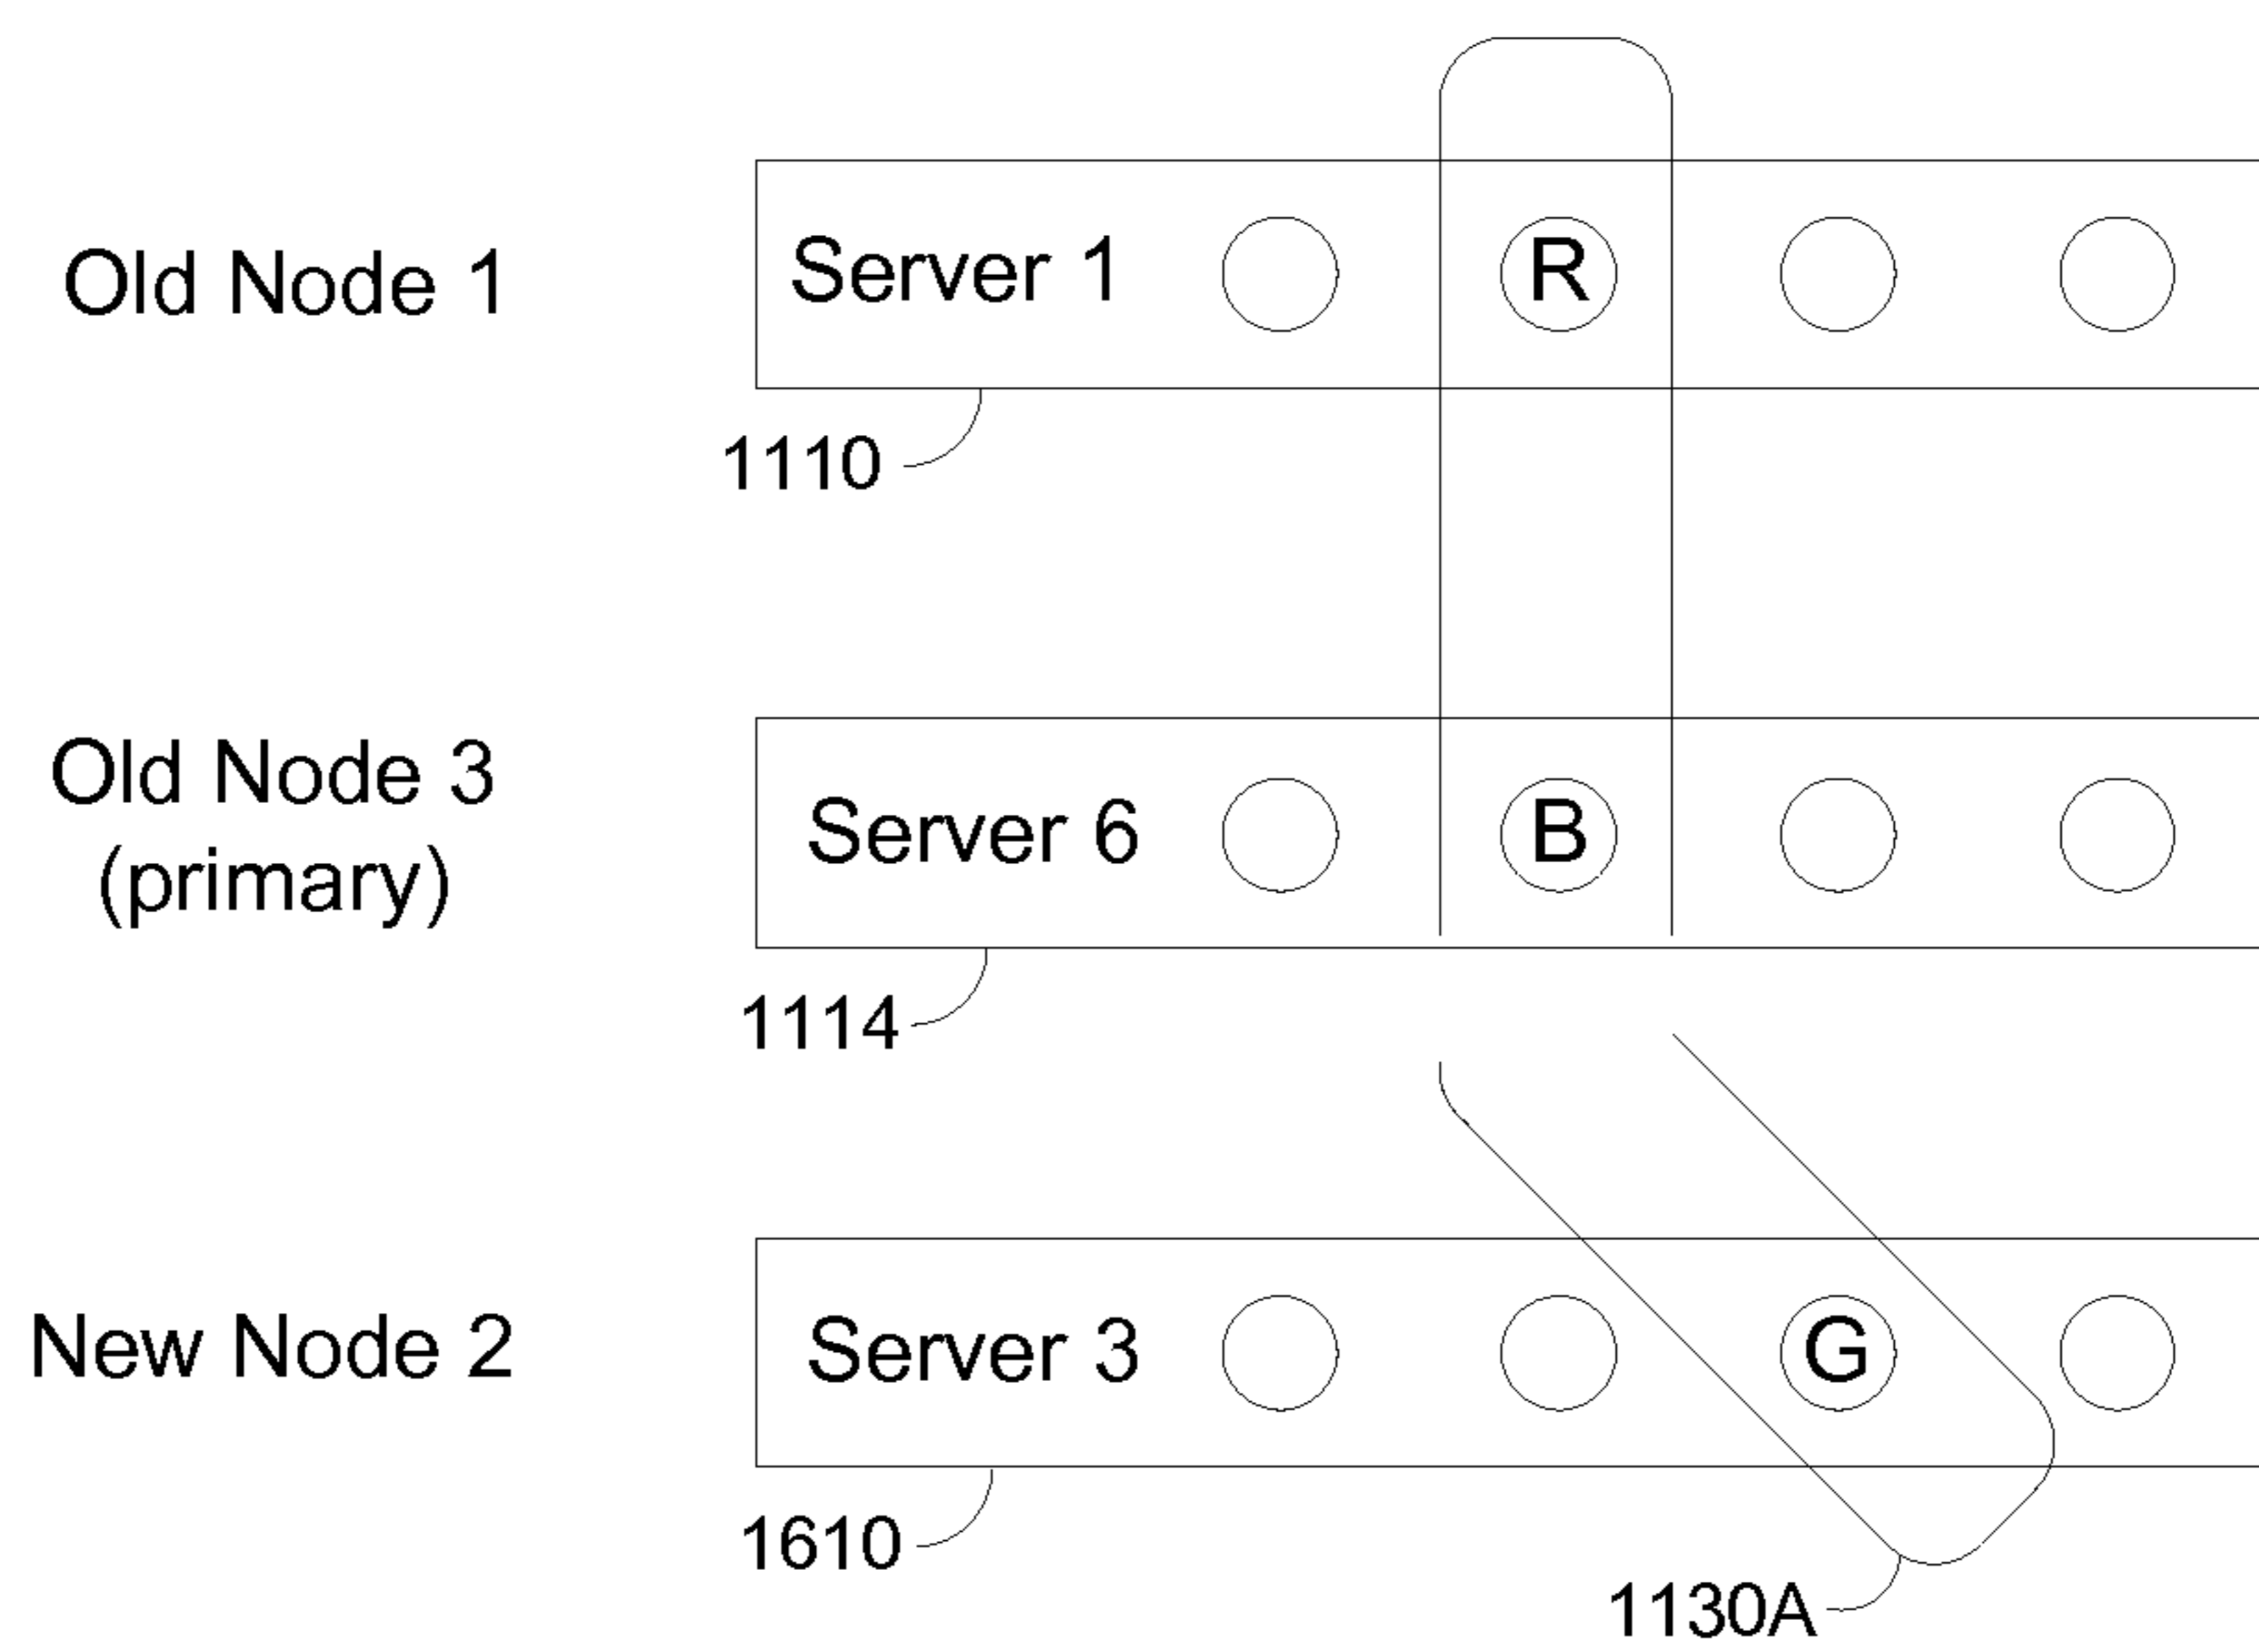 Old Node 1
Server 1
R
1110
Old Node 3
(primary)
Server 6
B
1114
New Node 2
Server 3
G
1610
1130A